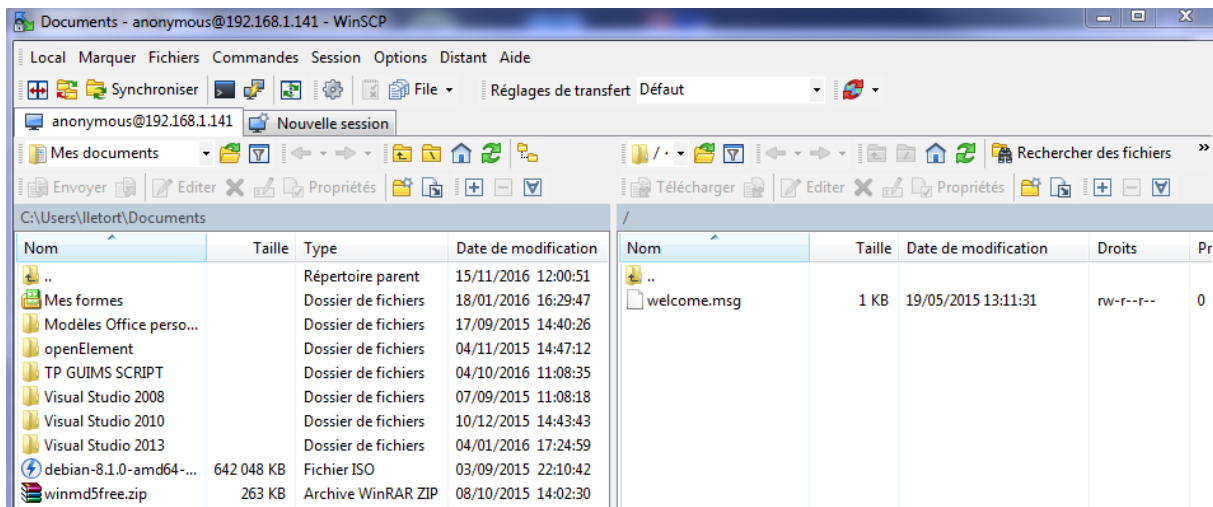 Documents - anonymous@192.168.1.141 - WinSCP
Local Marquer Fichiers Commandes Session Options Distant Aide
Synchroniser File Réglages de transfert Défaut
anonymous@192.168.1.141 Nouvelle session
Mes documents / Rechercher des fichiers »
Envoyer Editer Propriétés Télécharger Editer Propriétés
C:\Users\lletort\Documents /
Nom Taille Type Date de modification Nom Taille Date de modification Droits Pr
.. Répertoire parent 15/11/2016 12:00:51 ..
Mes formes Dossier de fichiers 18/01/2016 16:29:47 welcome.msg 1 KB 19/05/2015 13:11:31 rw-r--r-- 0
Modèles Office perso... Dossier de fichiers 17/09/2015 14:40:26
openElement Dossier de fichiers 04/11/2015 14:47:12
TP GUIMS SCRIPT Dossier de fichiers 04/10/2016 11:08:35
Visual Studio 2008 Dossier de fichiers 07/09/2015 11:08:18
Visual Studio 2010 Dossier de fichiers 10/12/2015 14:43:43
Visual Studio 2013 Dossier de fichiers 04/01/2016 17:24:59
debian-8.1.0-amd64-... 642 048 KB Fichier ISO 03/09/2015 22:10:42
winmd5free.zip 263 KB Archive WinRAR ZIP 08/10/2015 14:02:30